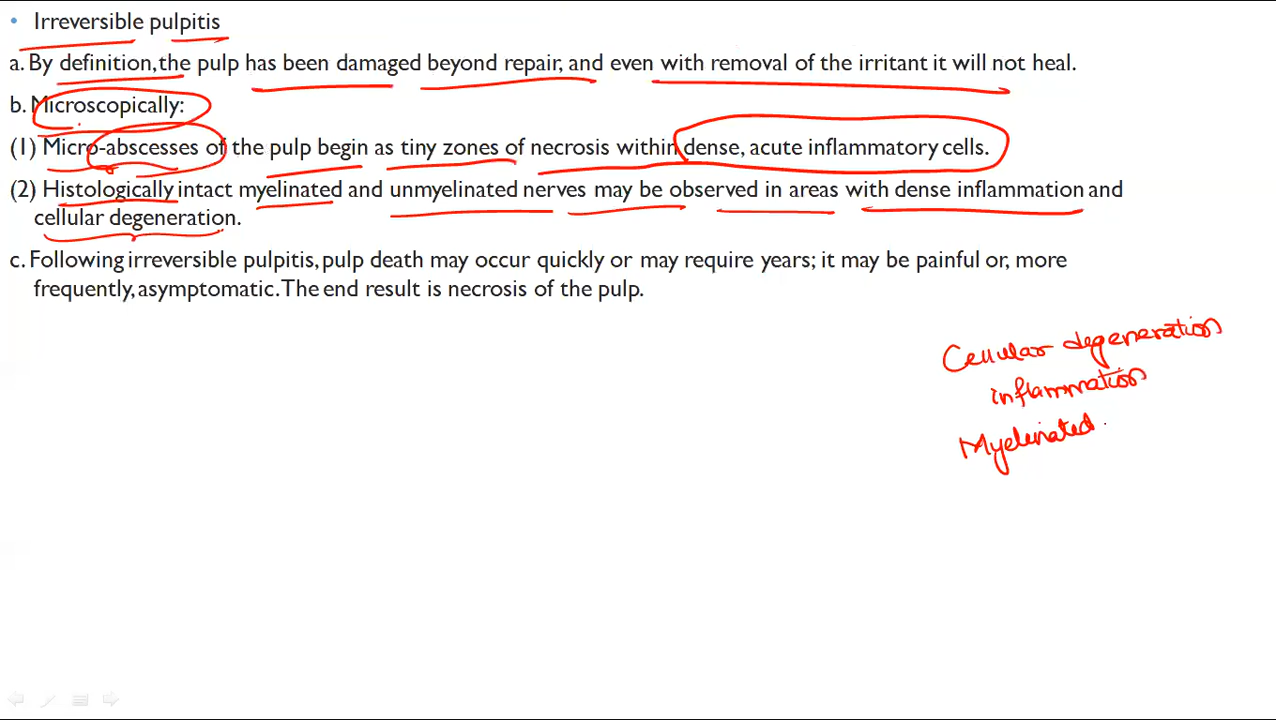 • Irreversible pulpitis
a. By definition, the pulp has been damaged beyond repair, and even with removal of the irritant it will not heal.
b. Microscopically:
(1) Micro-abscesses of the pulp begin as tiny zones of necrosis within dense, acute inflammatory cells.
(2) Histologically intact myelinated and unmyelinated nerves may be observed in areas with dense inflammation and
cellular degeneration.
c. Following irreversible pulpitis, pulp death may occur quickly or may require years; it may be painful or, more
frequently, asymptomatic. The end result is necrosis of the pulp.
Cellular degeneration
inflammation
Myelinated